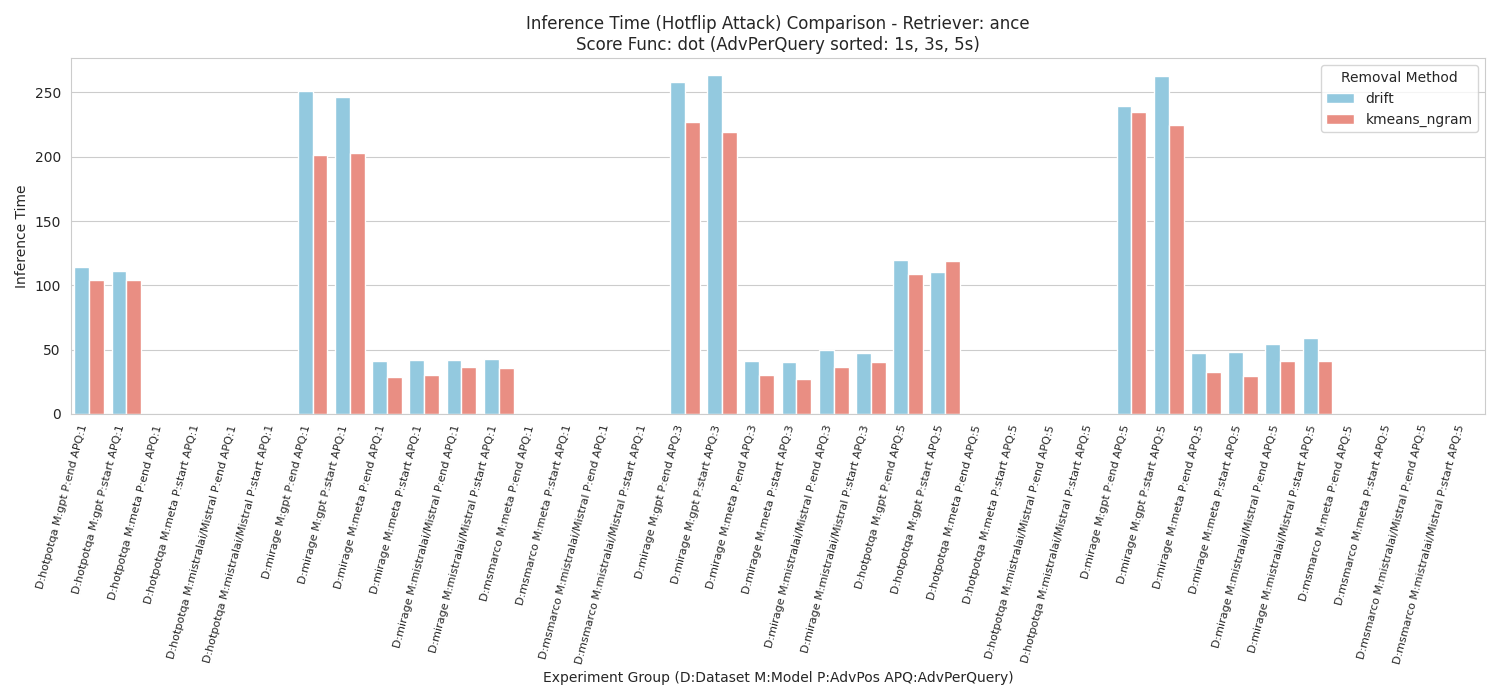 Inference Time (Hotflip Attack) Comparison - Retriever: ance
Score Func: dot (AdvPerQuery sorted: 1s, 3s, 5s)
Removal Method
drift
kmeans_ngram
Inference Time
250
200
150
100
50
0
D:hotpotqa M:gpt P:end APQ:1
D:hotpotqa M:gpt P:start APQ:1
D:hotpotqa M:meta P:end APQ:1
D:hotpotqa M:meta P:start APQ:1
D:hotpotqa M:mistralai/Mistral P:end APQ:1
D:hotpotqa M:mistralai/Mistral P:start APQ:1
D:mirage M:gpt P:end APQ:1
D:mirage M:gpt P:start APQ:1
D:mirage M:meta P:end APQ:1
D:mirage M:meta P:start APQ:1
D:mirage M:mistralai/Mistral P:end APQ:1
D:mirage M:mistralai/Mistral P:start APQ:1
D:msmarco M:meta P:end APQ:1
D:msmarco M:meta P:start APQ:1
D:msmarco M:mistralai/Mistral P:end APQ:1
D:msmarco M:mistralai/Mistral P:start APQ:1
D:mirage M:gpt P:end APQ:3
D:mirage M:gpt P:start APQ:3
D:mirage M:meta P:end APQ:3
D:mirage M:meta P:start APQ:3
D:mirage M:mistralai/Mistral P:end APQ:3
D:mirage M:mistralai/Mistral P:start APQ:3
D:hotpotqa M:gpt P:end APQ:5
D:hotpotqa M:gpt P:start APQ:5
D:hotpotqa M:meta P:end APQ:5
D:hotpotqa M:meta P:start APQ:5
D:hotpotqa M:mistralai/Mistral P:end APQ:5
D:hotpotqa M:mistralai/Mistral P:start APQ:5
D:mirage M:gpt P:end APQ:5
D:mirage M:gpt P:start APQ:5
D:mirage M:meta P:end APQ:5
D:mirage M:meta P:start APQ:5
D:mirage M:mistralai/Mistral P:end APQ:5
D:mirage M:mistralai/Mistral P:start APQ:5
D:msmarco M:meta P:end APQ:5
D:msmarco M:meta P:start APQ:5
D:msmarco M:mistralai/Mistral P:end APQ:5
D:msmarco M:mistralai/Mistral P:start APQ:5
Experiment Group (D:Dataset M:Model P:AdvPos APQ:AdvPerQuery)